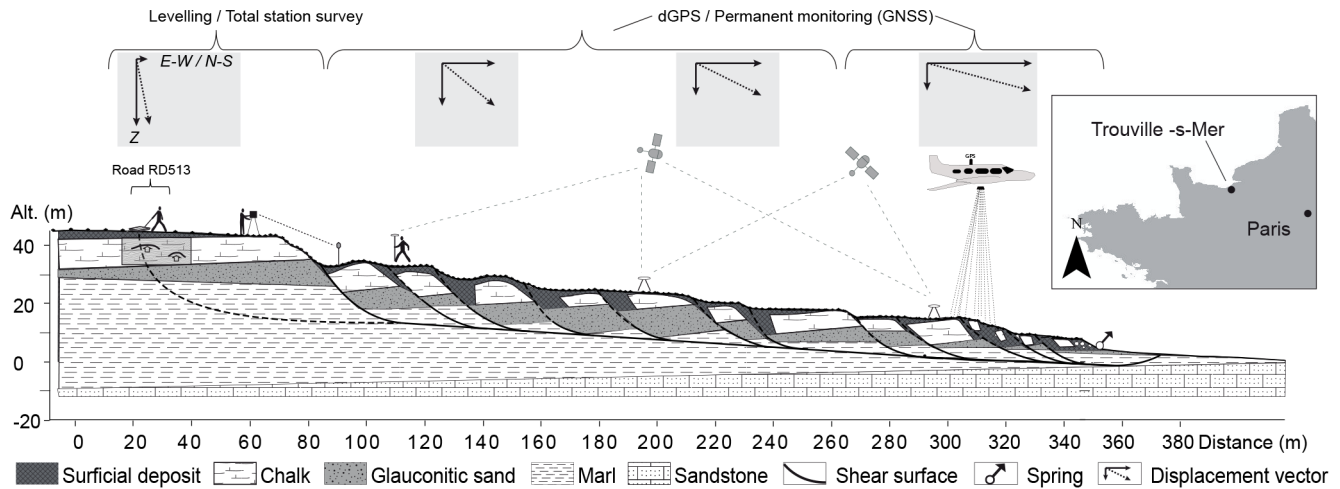 Levelling / Total station survey
dGPS / Permanent monitoring (GNSS)
E-W / N-S
Z
Road RD513
GPS
Trouville -s-Mer
Paris
N
Alt. (m)
40
20
0
-20
0 20 40 60 80 100 120 140 160 180 200 220 240 260 280 300 320 340 360 380 Distance (m)
Surficial deposit Chalk Glauconitic sand Marl Sandstone Shear surface Spring Displacement vector